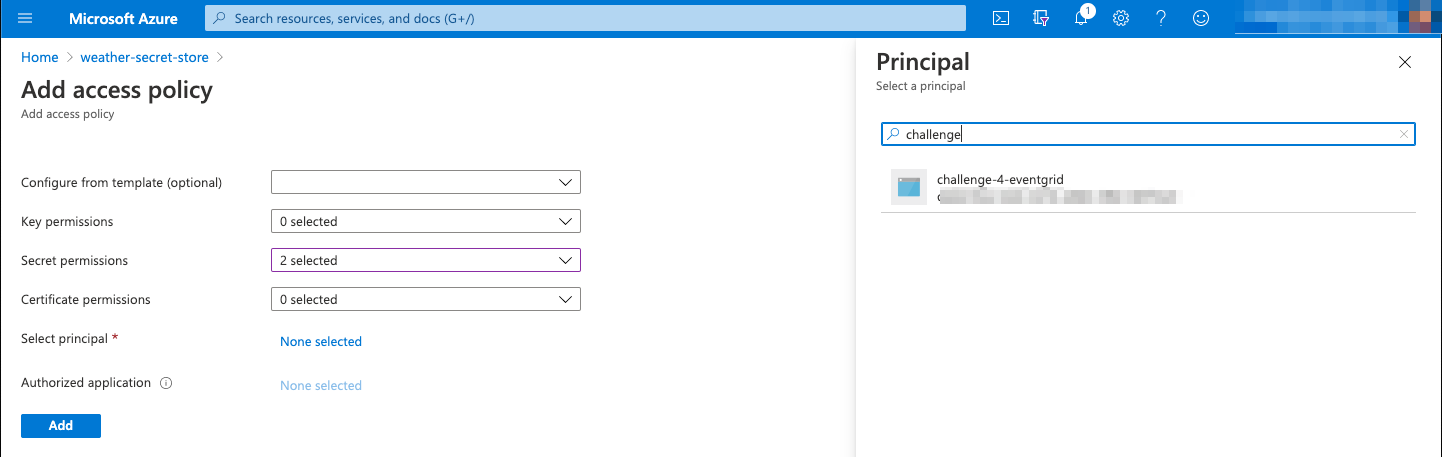 Microsoft Azure
Search resources, services, and docs (G+/)
1
Home > weather-secret-store >
Add access policy
Add access policy
Configure from template (optional)
Key permissions
0 selected
Secret permissions
2 selected
Certificate permissions
0 selected
Select principal *
None selected
Authorized application
None selected
Add
Principal
Select a principal
challenge
challenge-4-eventgrid